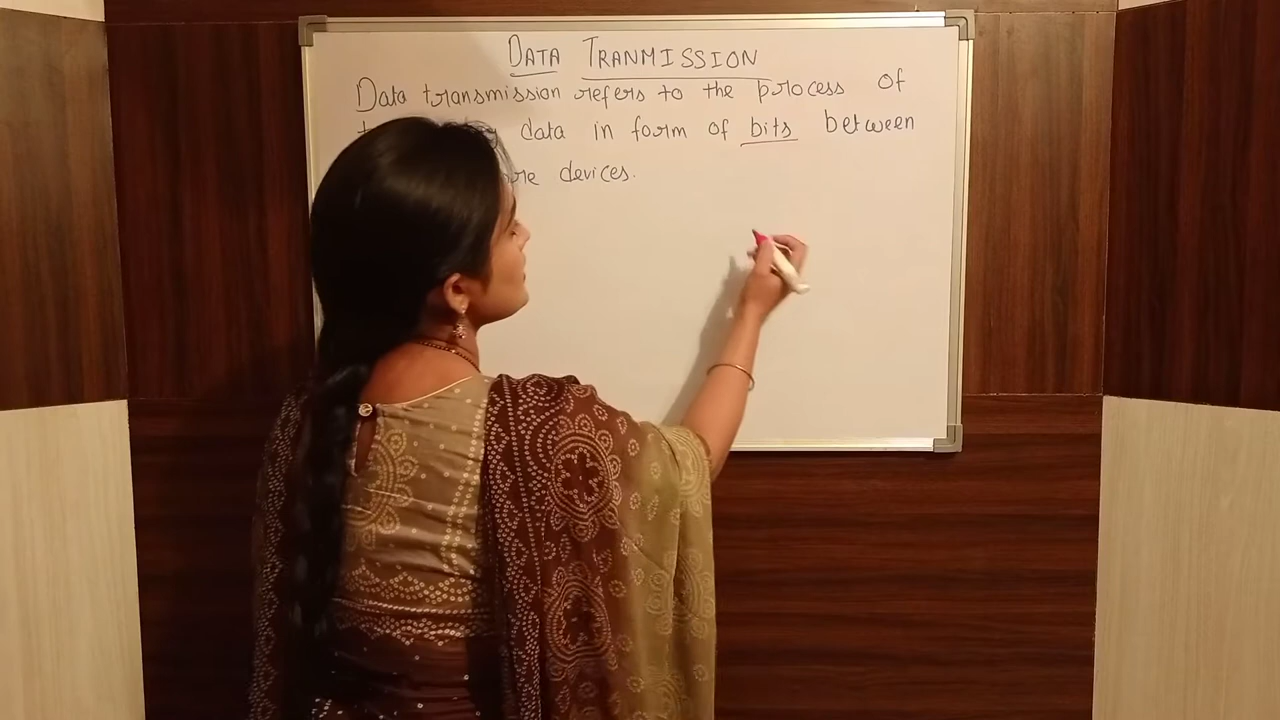 DATA TRANMISSION
Data transmission refers to the process of
data in form of bits between
devices.